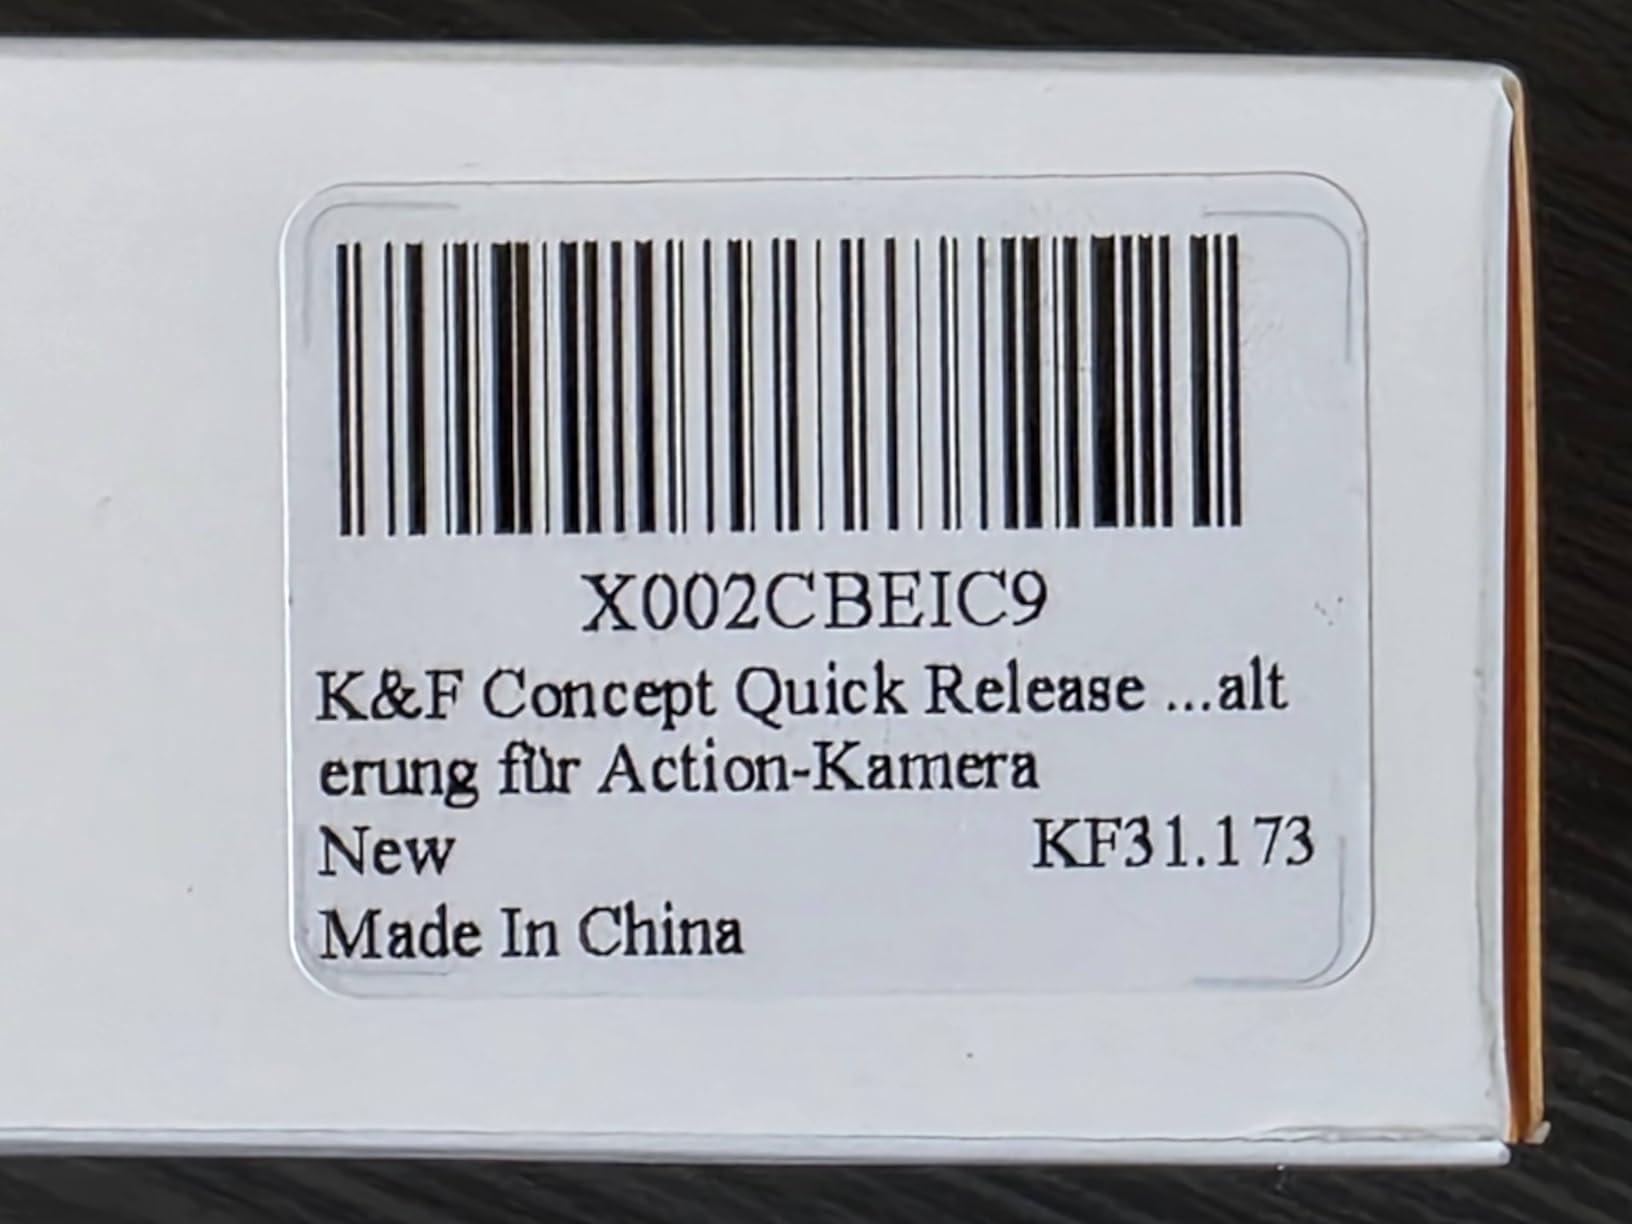 X002CBEIC9
K&F Concept Quick Release ...alt
erung für Action-Kamera
New KF31.173
Made In China